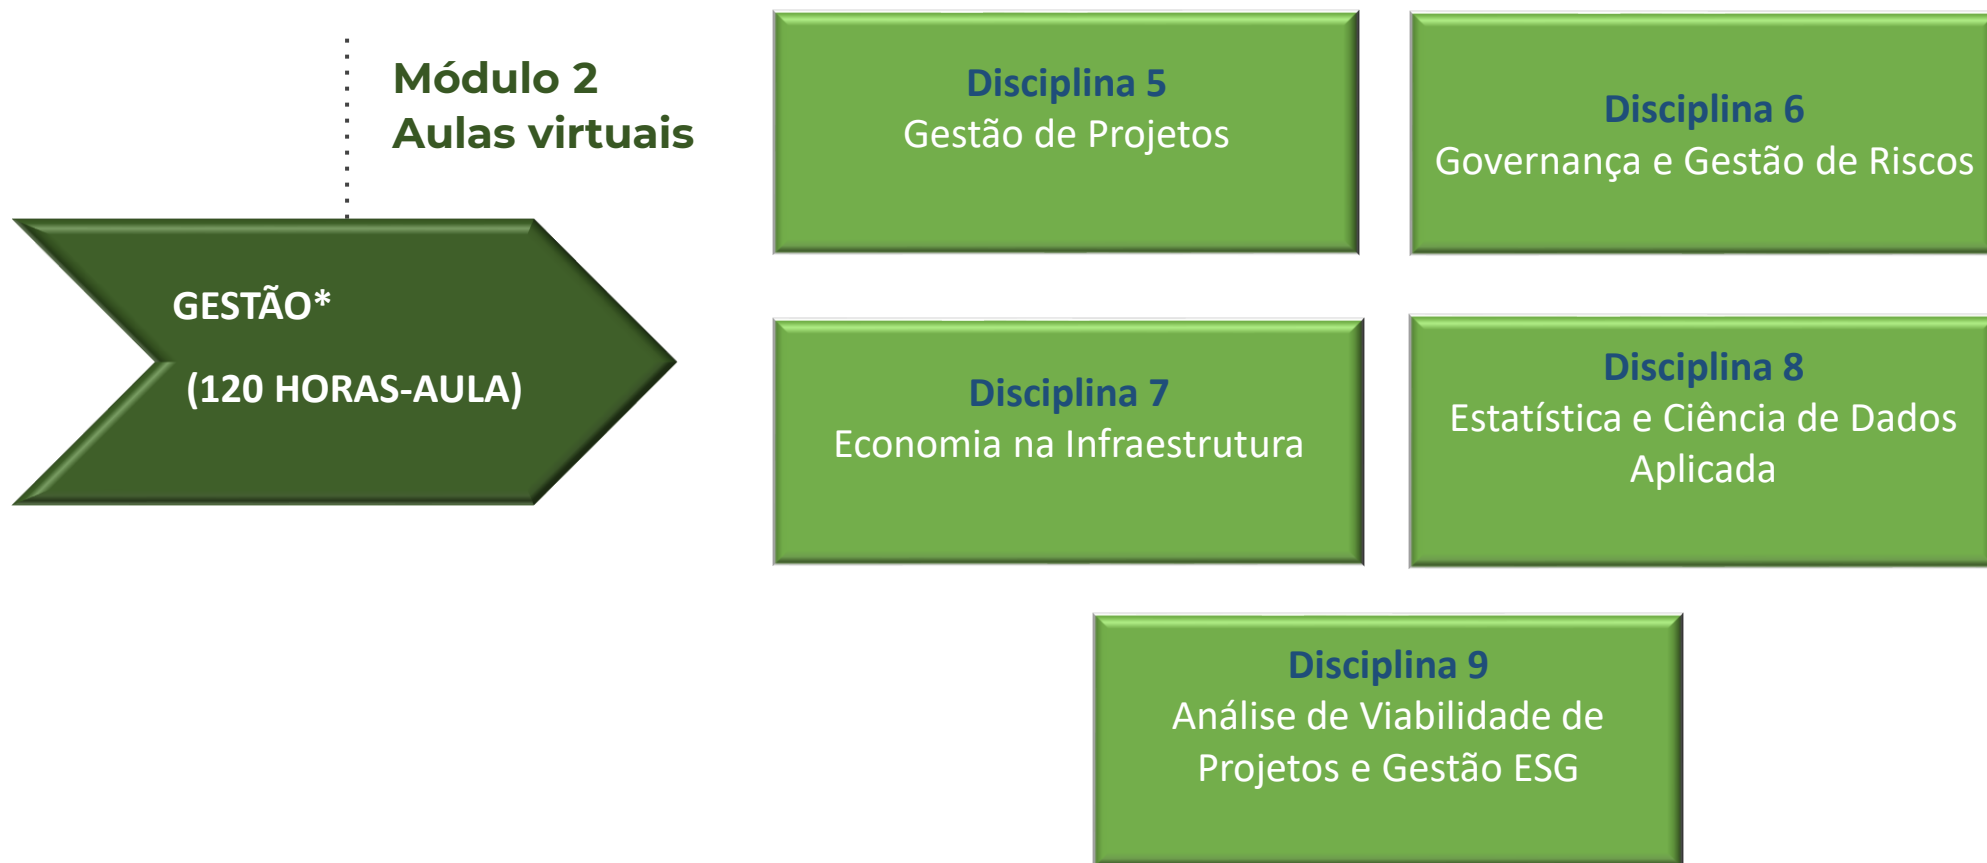 Módulo 2
Aulas virtuais
GESTÃO*
(120 HORAS-AULA)
Disciplina 5
Gestão de Projetos
Disciplina 6
Governança e Gestão de Riscos
Disciplina 7
Economia na Infraestrutura
Disciplina 8
Estatística e Ciência de Dados
Aplicada
Disciplina 9
Análise de Viabilidade de
Projetos e Gestão ESG